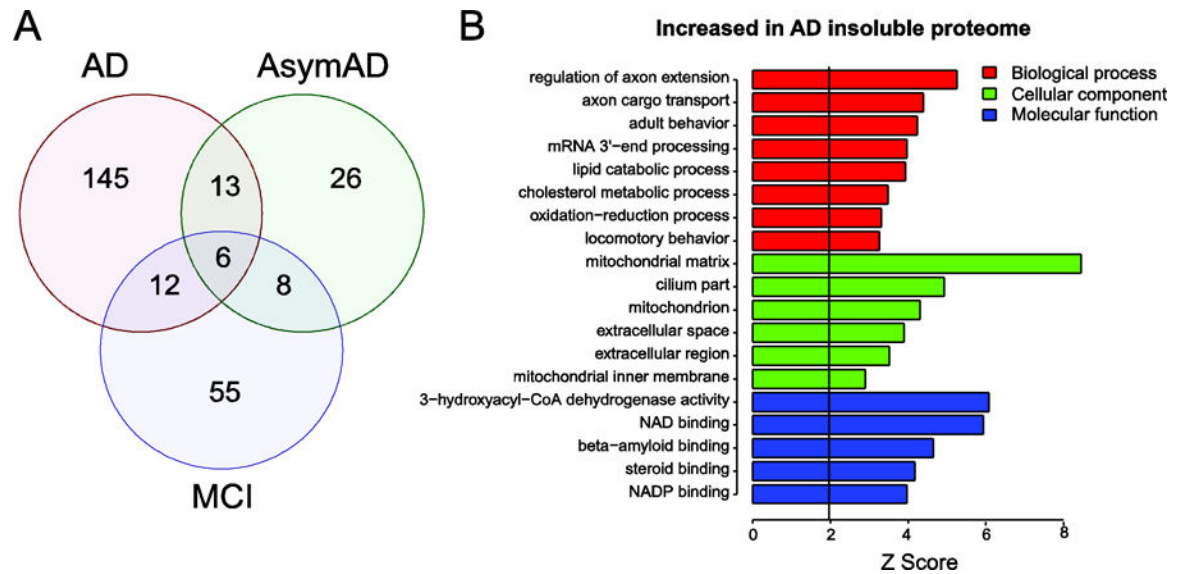 A
AD
AsymAD
145
13
26
6
12
8
55
MCI
B
Increased in AD insoluble proteome
Biological process
Cellular component
Molecular function
regulation of axon extension
axon cargo transport
adult behavior
mRNA 3'−end processing
lipid catabolic process
cholesterol metabolic process
oxidation−reduction process
locomotory behavior
mitochondrial matrix
cilium part
mitochondrion
extracellular space
extracellular region
mitochondrial inner membrane
3−hydroxyacyl−CoA dehydrogenase activity
NAD binding
beta−amyloid binding
steroid binding
NADP binding
0 2 4 6 8
Z Score